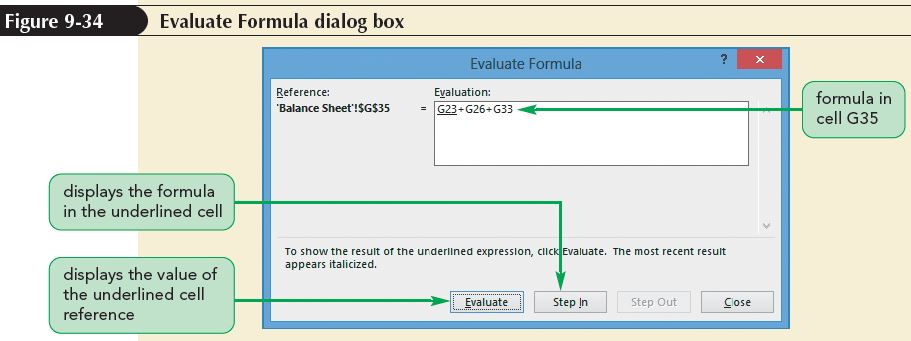 Figure 9-34 Evaluate Formula dialog box
Evaluate Formula
? x
Reference: Evaluation:
'Balance Sheet'!$G$35 = G23+G26+G33
formula in
cell G35
displays the formula
in the underlined cell
To show the result of the underlined expression, click Evaluate. The most recent result
appears italicized.
displays the value of
the underlined cell
reference
Evaluate Step In Step Out Close